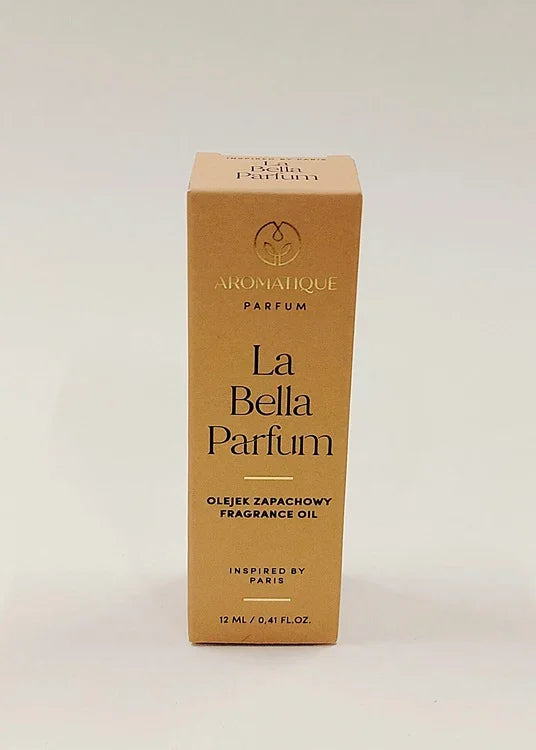 INSPIRED BY PARIS
La
Bella
Parfum
AROMATIQUE
PARFUM
La
Bella
Parfum
OLEJEK ZAPACHOWY
FRAGRANCE OIL
INSPIRED BY
PARIS
12 ML / 0,41 FL.OZ.